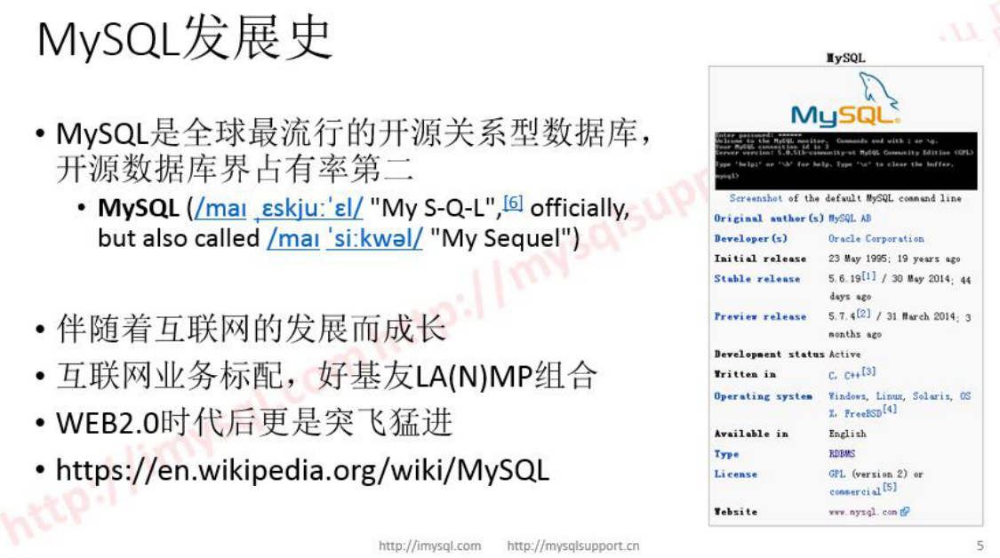 MySQL发展史
• MySQL是全球最流行的开源关系型数据库，
开源数据库界占有率第二
• MySQL (/maɪ ˌɛskjuːˈɛl/ "My S-Q-L",[6] officially,
but also called /maɪ ˈsiːkwəl/ "My Sequel")
• 伴随着互联网的发展而成长
• 互联网业务标配，好基友LA(N)MP组合
• WEB2.0时代后更是突飞猛进
• https://en.wikipedia.org/wiki/MySQL
MySQL
MySQL
Enter password: ******
Welcome to the MySQL monitor.  Commands end with ; or \g.
Your MySQL connection id is 3
Server version: 5.0.51b-community-nt MySQL Community Edition (GPL)
Type 'help;' or '\h' for help. Type '\c' to clear the buffer.
mysql>
Screenshot of the default MySQL command line
Original author(s) MySQL AB
Developer(s) Oracle Corporation
Initial release 23 May 1995; 19 years ago
Stable release 5.6.19[1] / 30 May 2014; 44
days ago
Preview release 5.7.4[2] / 31 March 2014; 3
months ago
Development status Active
Written in C, C++[3]
Operating system Windows, Linux, Solaris, OS
X, FreeBSD[4]
Available in English
Type RDBMS
License GPL (version 2) or
commercial[5]
Website www.mysql.com
http://imysql.com http://mysqlsupport.cn
http://imysql.com http://mysqlsupp
5